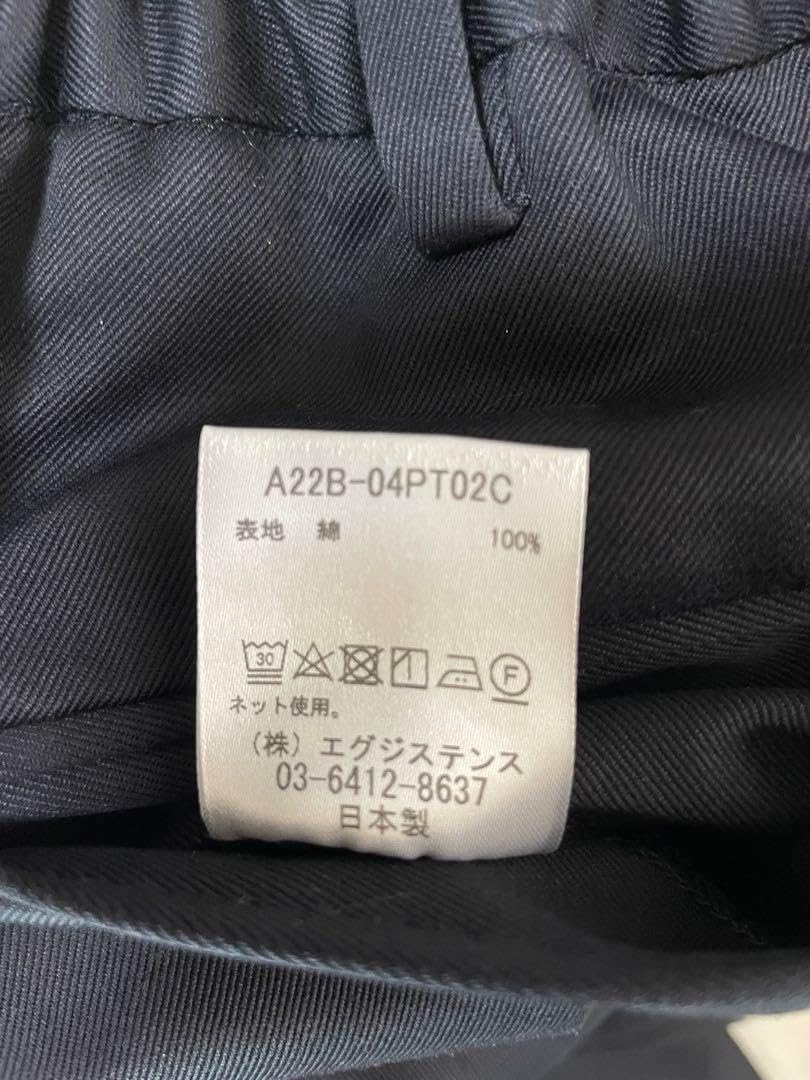 A22B-04PT02C
表地 綿 100%
30 F
ネット使用。
(株) エグジステンス
03-6412-8637
日本製